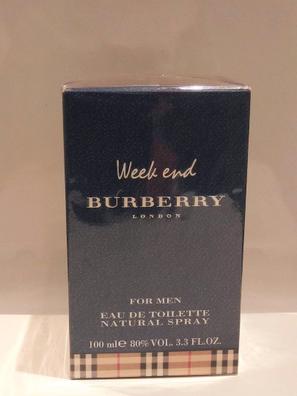 Week end
BURBERRY
LONDON
FOR MEN
EAU DE TOILETTE
NATURAL SPRAY
100 ml℮ 80% VOL. 3.3 FL.OZ.